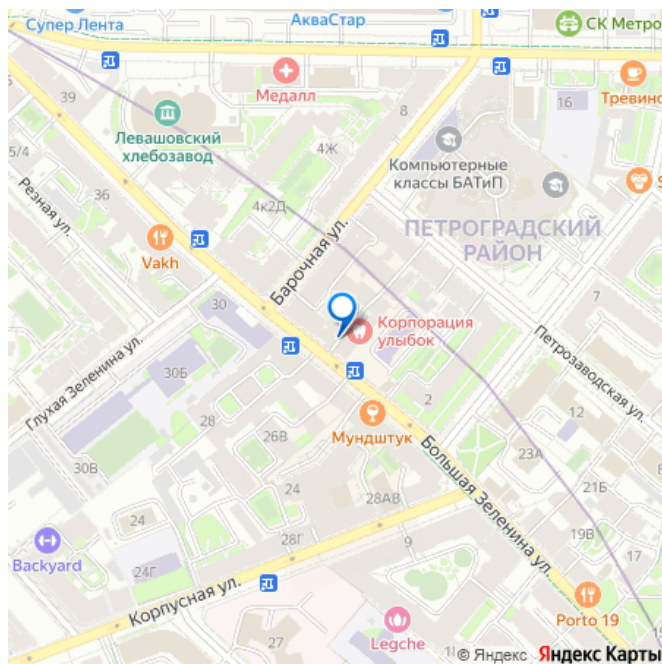 Супер Лента
АкваСтар
СК Метро
39
Медалл
8
16
Тревино
Левашовский
хлебозавод
4Ж
Компьютерные
классы БАТиП
5/4
36
Резная ул.
4к2Д
Vakh
Барочная ул.
ПЕТРОГРАДСКИЙ
РАЙОН
30
7
Корпорация
улыбок
Глухая Зеленина ул.
Петрозаводская ул.
30Б
2
28
26В
Мундштук
12
Большая Зеленина ул.
23А
30В
24
28АВ
21Б
24
28Г
9
19В
17
Backyard
24Г
Корпусная ул.
Porto 19
27
Legche
11
© Яндекс Яндекс Карты